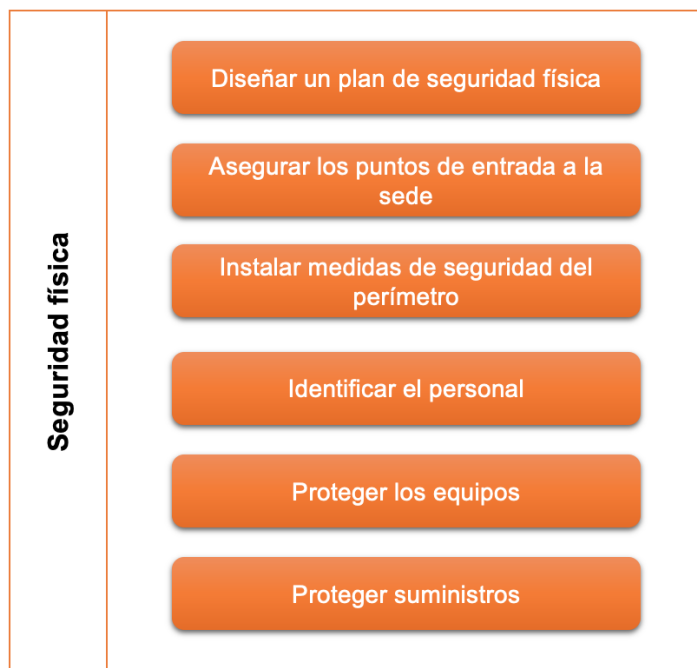 Seguridad física
Diseñar un plan de seguridad física
Asegurar los puntos de entrada a la
sede
Instalar medidas de seguridad del
perímetro
Identificar el personal
Proteger los equipos
Proteger suministros